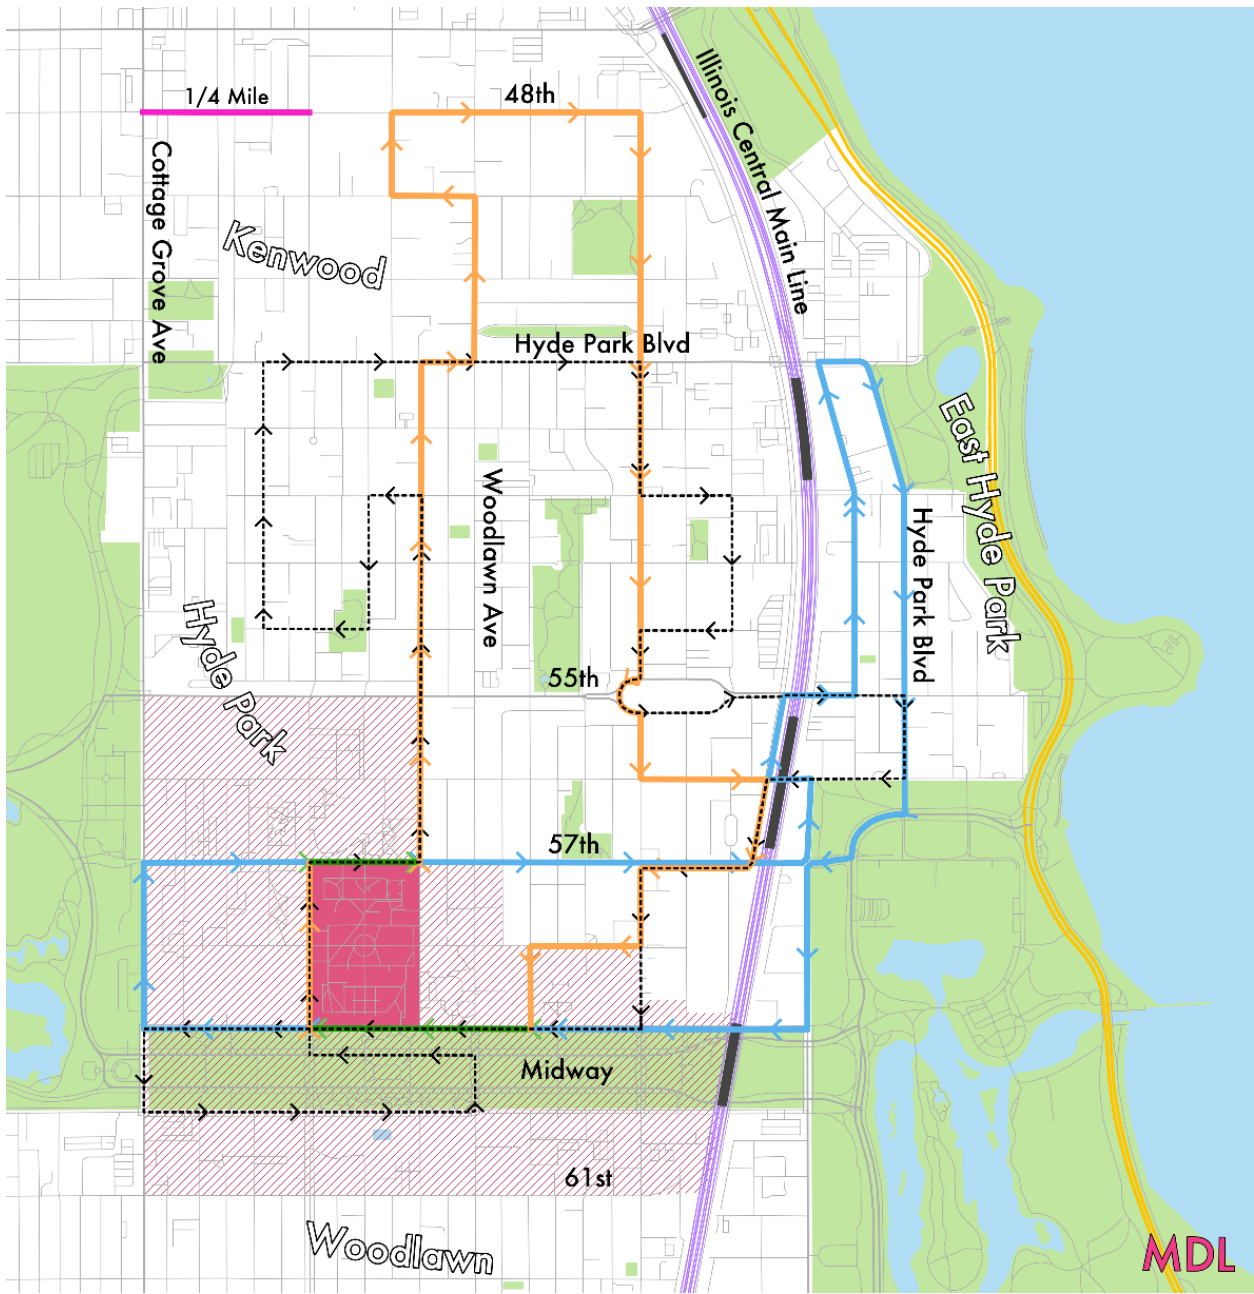 1/4 Mile
48th
Illinois Central Main Line
Cottage Grove Ave
Kenwood
Hyde Park Blvd
East Hyde Park
Woodlawn Ave
Hyde Park Blvd
Hyde Park
55th
57th
Midway
61st
Woodlawn
MDL